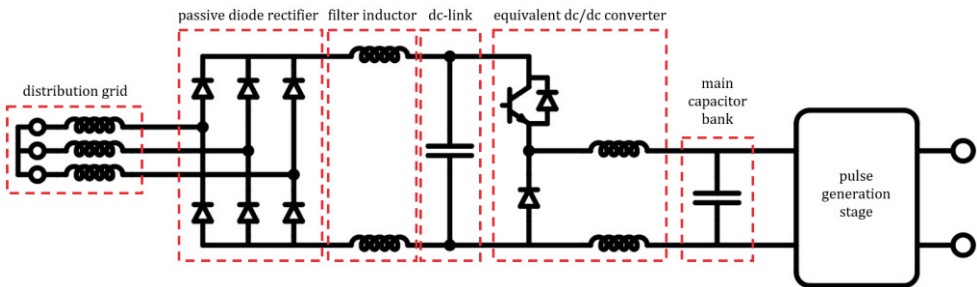 passive diode rectifier
filter inductor
dc-link
equivalent dc/dc converter
distribution grid
main
capacitor
bank
pulse
generation
stage